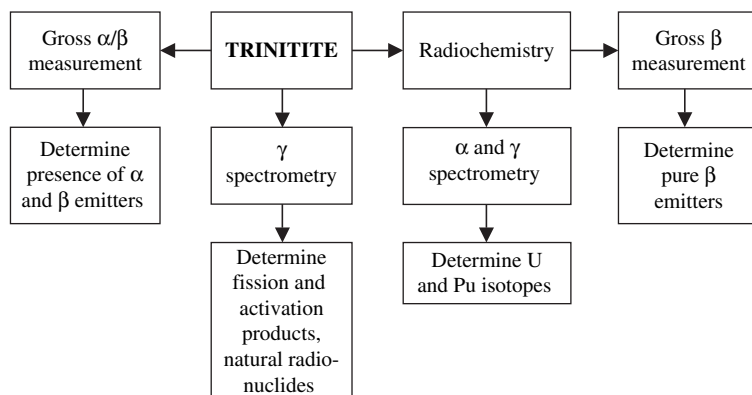 Gross α/β
measurement
TRINITITE
Radiochemistry
Gross β
measurement
Determine
presence of α
and β emitters
γ
spectrometry
α and γ
spectrometry
Determine
pure β
emitters
Determine
fission and
activation
products,
natural radio-
nuclides
Determine U
and Pu isotopes